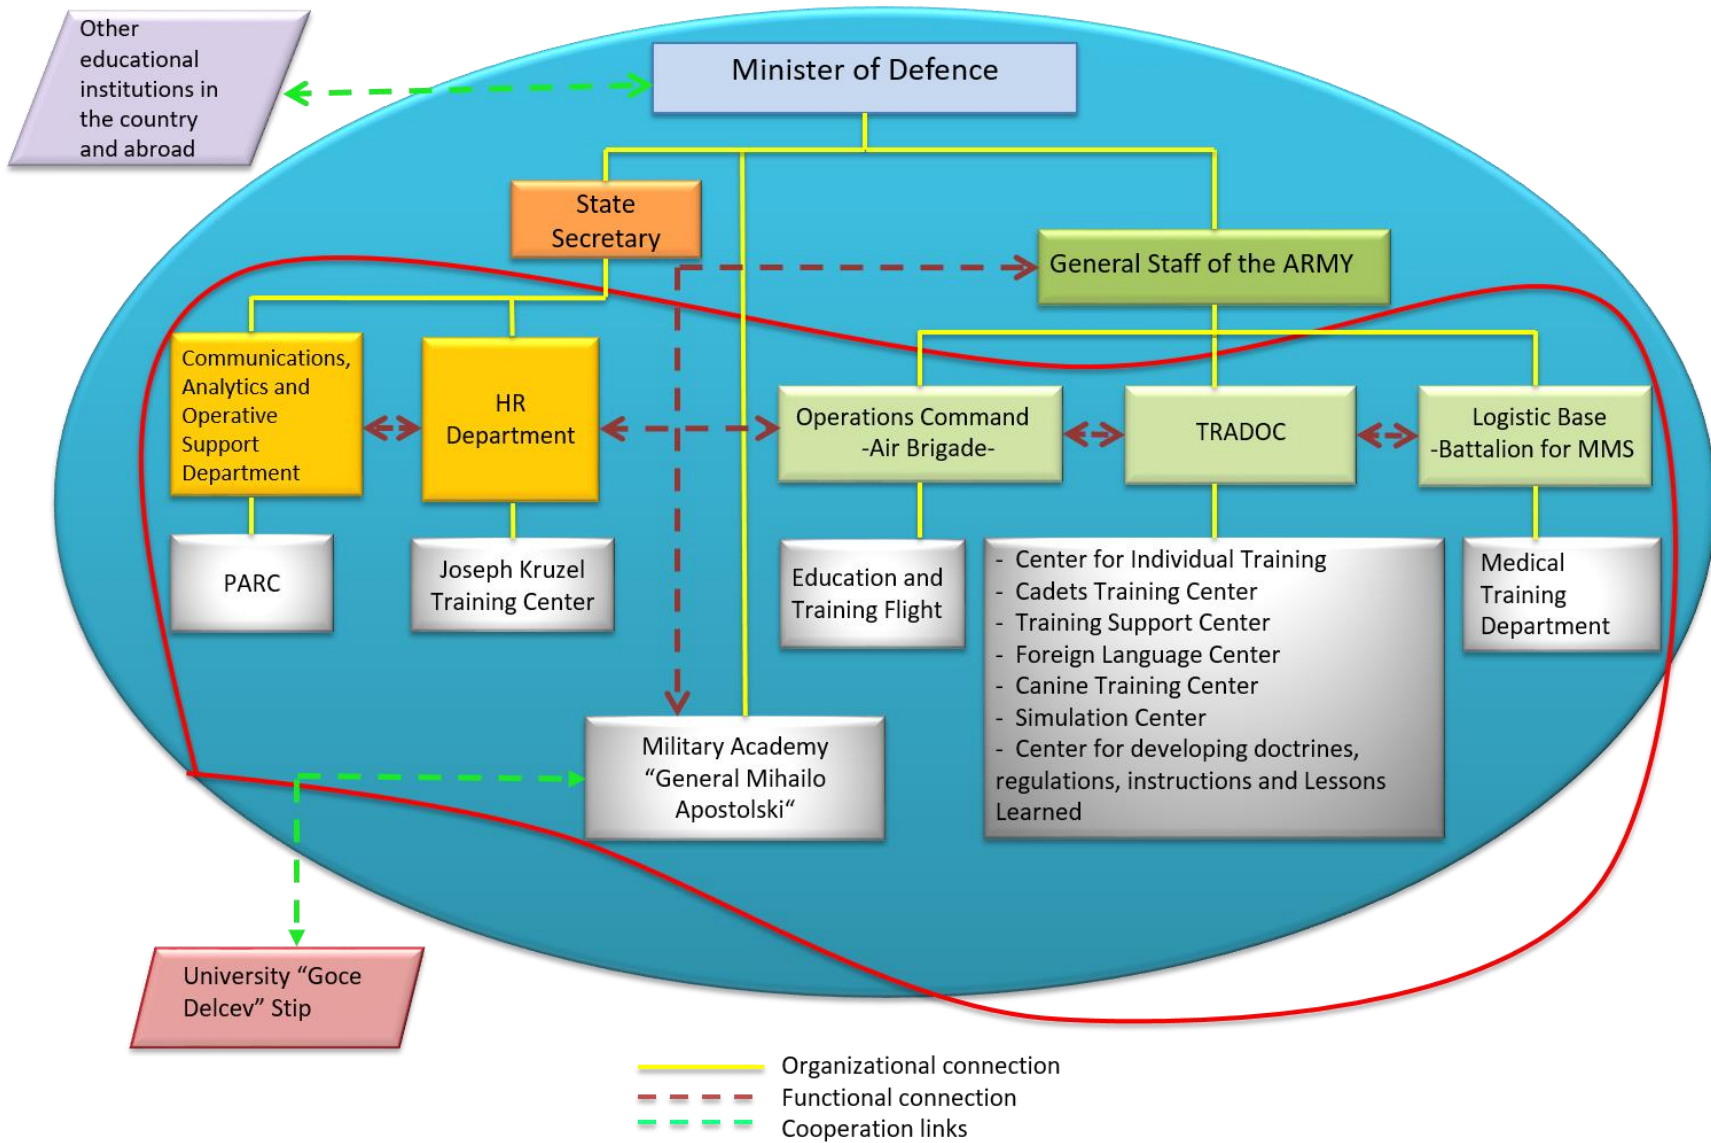 Other
educational
institutions in
the country
and abroad
Minister of Defence
State
Secretary
General Staff of the ARMY
Communications,
Analytics and
Operative
Support
Department
HR
Department
Operations Command
-Air Brigade-
TRADOC
Logistic Base
-Battalion for MMS
PARC
Joseph Kruzel
Training Center
Education and
Training Flight
- Center for Individual Training
- Cadets Training Center
- Training Support Center
- Foreign Language Center
- Canine Training Center
- Simulation Center
- Center for developing doctrines,
regulations, instructions and Lessons
Learned
Medical
Training
Department
Military Academy
“General Mihailo
Apostolski“
University “Goce
Delcev” Stip
Organizational connection
Functional connection
Cooperation links